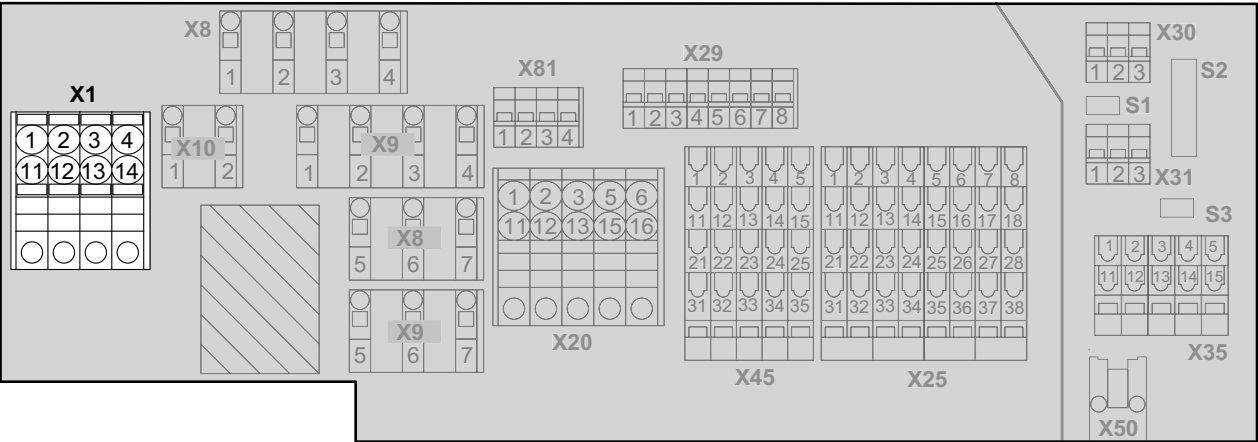 X8
1 2 3 4
X1
1 2 3 4
11 12 13 14
X10
1 2
X9
1 2 3 4
X8
5 6 7
X9
5 6 7
X81
1 2 3 4
X29
1 2 3 4 5 6 7 8
1 2 3 5 6
11 12 13 15 16
X20
1 2 3 4 5
11 12 13 14 15
21 22 23 24 25
31 32 33 34 35
X45
1 2 3 4 5 6 7 8
11 12 13 14 15 16 17 18
21 22 23 24 25 26 27 28
31 32 33 34 35 36 37 38
X25
X30
1 2 3
S2
S1
1 2 3
X31
S3
1 2 3 4 5
11 12 13 14 15
X35
X50